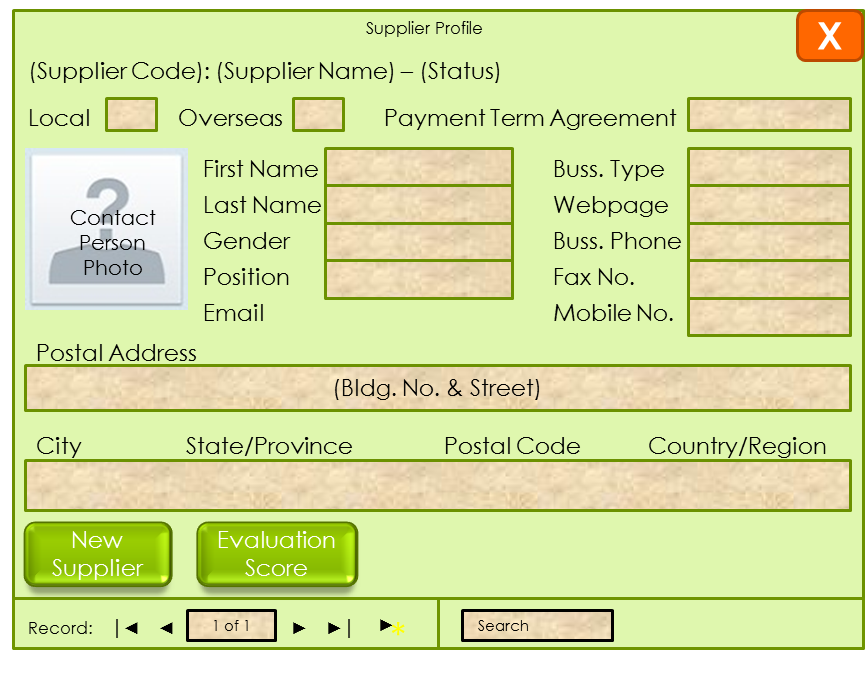 Supplier Profile
X
(Supplier Code): (Supplier Name) – (Status)
Local Overseas Payment Term Agreement
?
Contact
Person
Photo
First Name
Last Name
Gender
Position
Email
Buss. Type
Webpage
Buss. Phone
Fax No.
Mobile No.
Postal Address
(Bldg. No. & Street)
City State/Province Postal Code Country/Region
New
Supplier
Evaluation
Score
Record: 1 of 1 Search